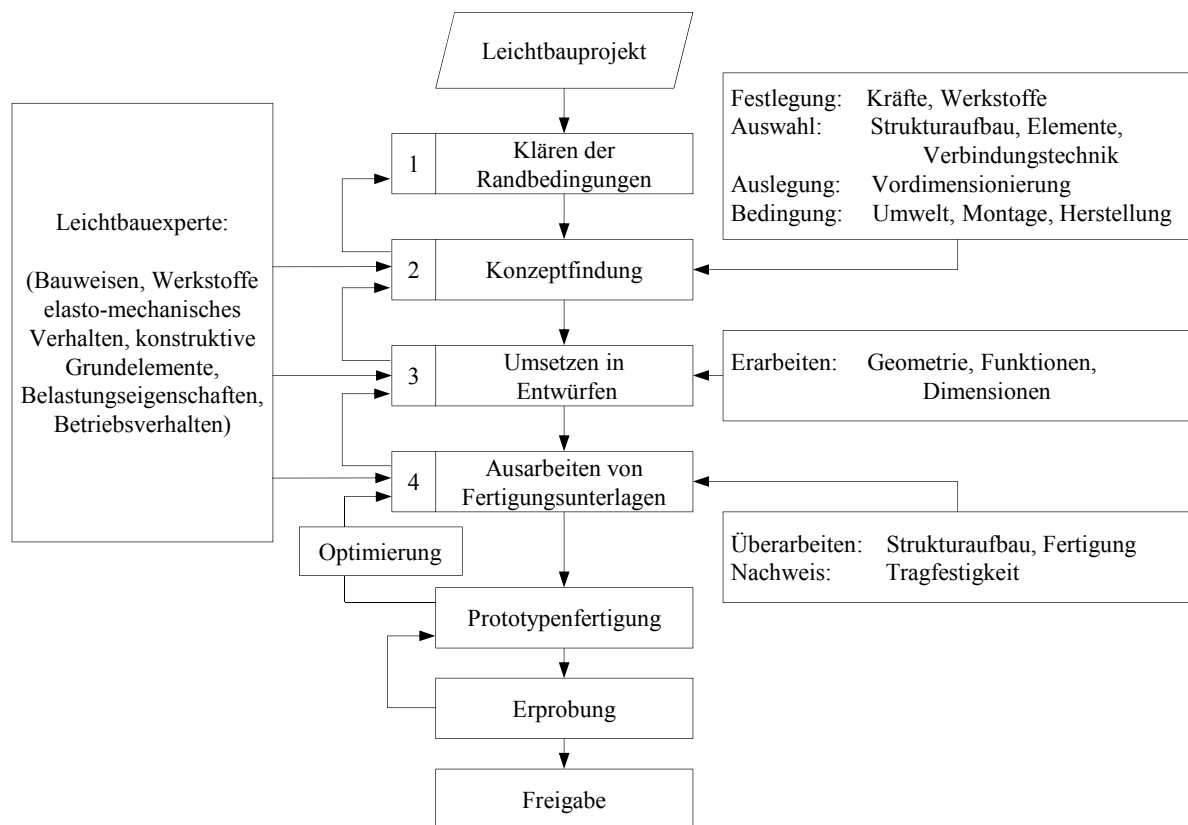 Leichtbauprojekt
Festlegung: Kräfte, Werkstoffe
Auswahl: Strukturaufbau, Elemente,
Verbindungstechnik
Auslegung: Vordimensionierung
Bedingung: Umwelt, Montage, Herstellung
1
Klären der
Randbedingungen
Leichtbauexperte:
(Bauweisen, Werkstoffe
elasto-mechanisches
Verhalten, konstruktive
Grundelemente,
Belastungseigenschaften,
Betriebsverhalten)
2
Konzeptfindung
3
Umsetzen in
Entwürfen
Erarbeiten: Geometrie, Funktionen,
Dimensionen
4
Ausarbeiten von
Fertigungsunterlagen
Optimierung
Überarbeiten: Strukturaufbau, Fertigung
Nachweis: Tragfestigkeit
Prototypenfertigung
Erprobung
Freigabe